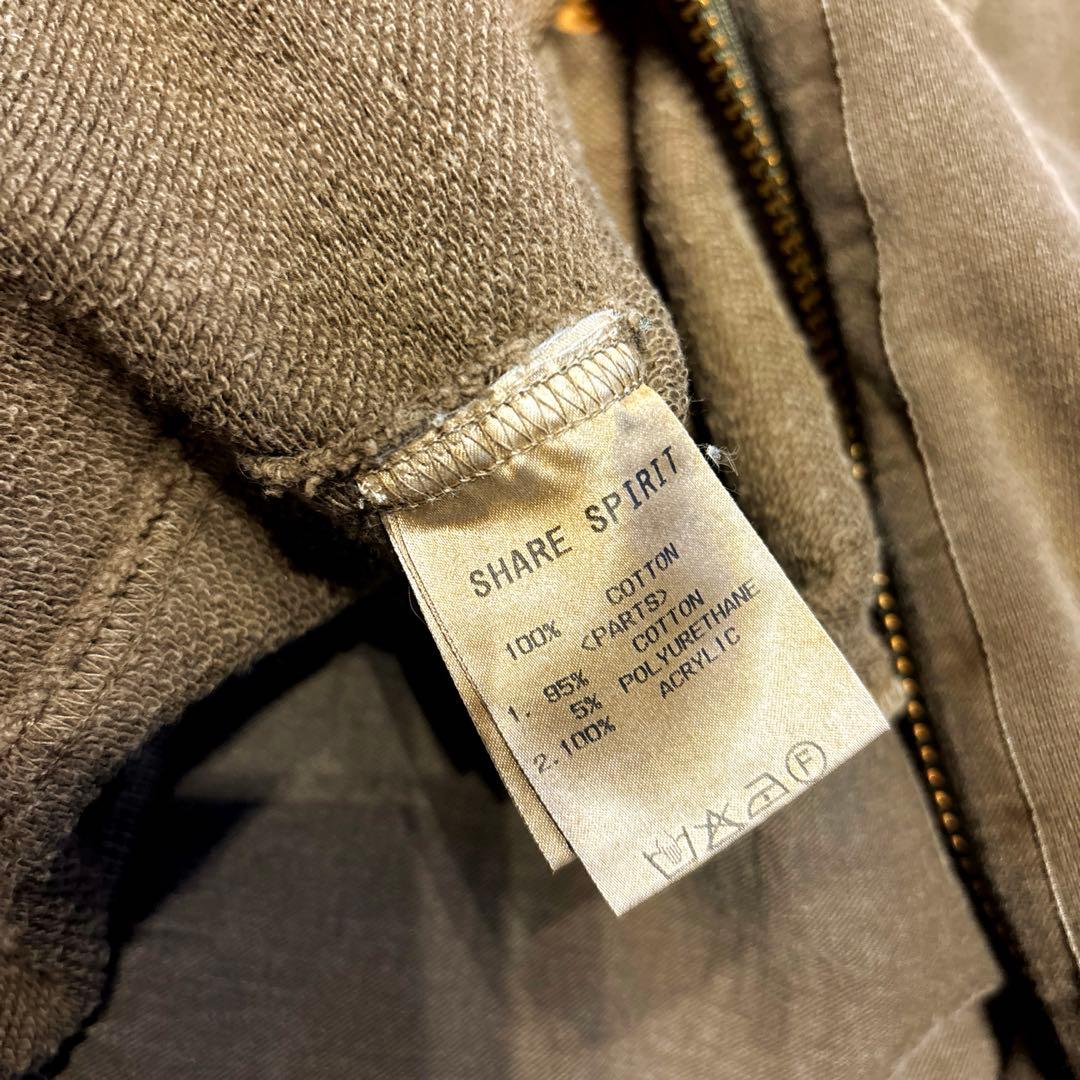 SHARE SPIRIT
100% COTTON
<PARTS>
1. 95% COTTON
5% POLYURETHANE
2. 100% ACRYLIC
F